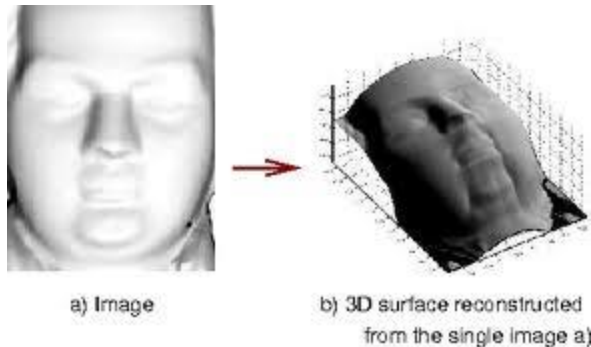 a) Image
b) 3D surface reconstructed
from the single image a)